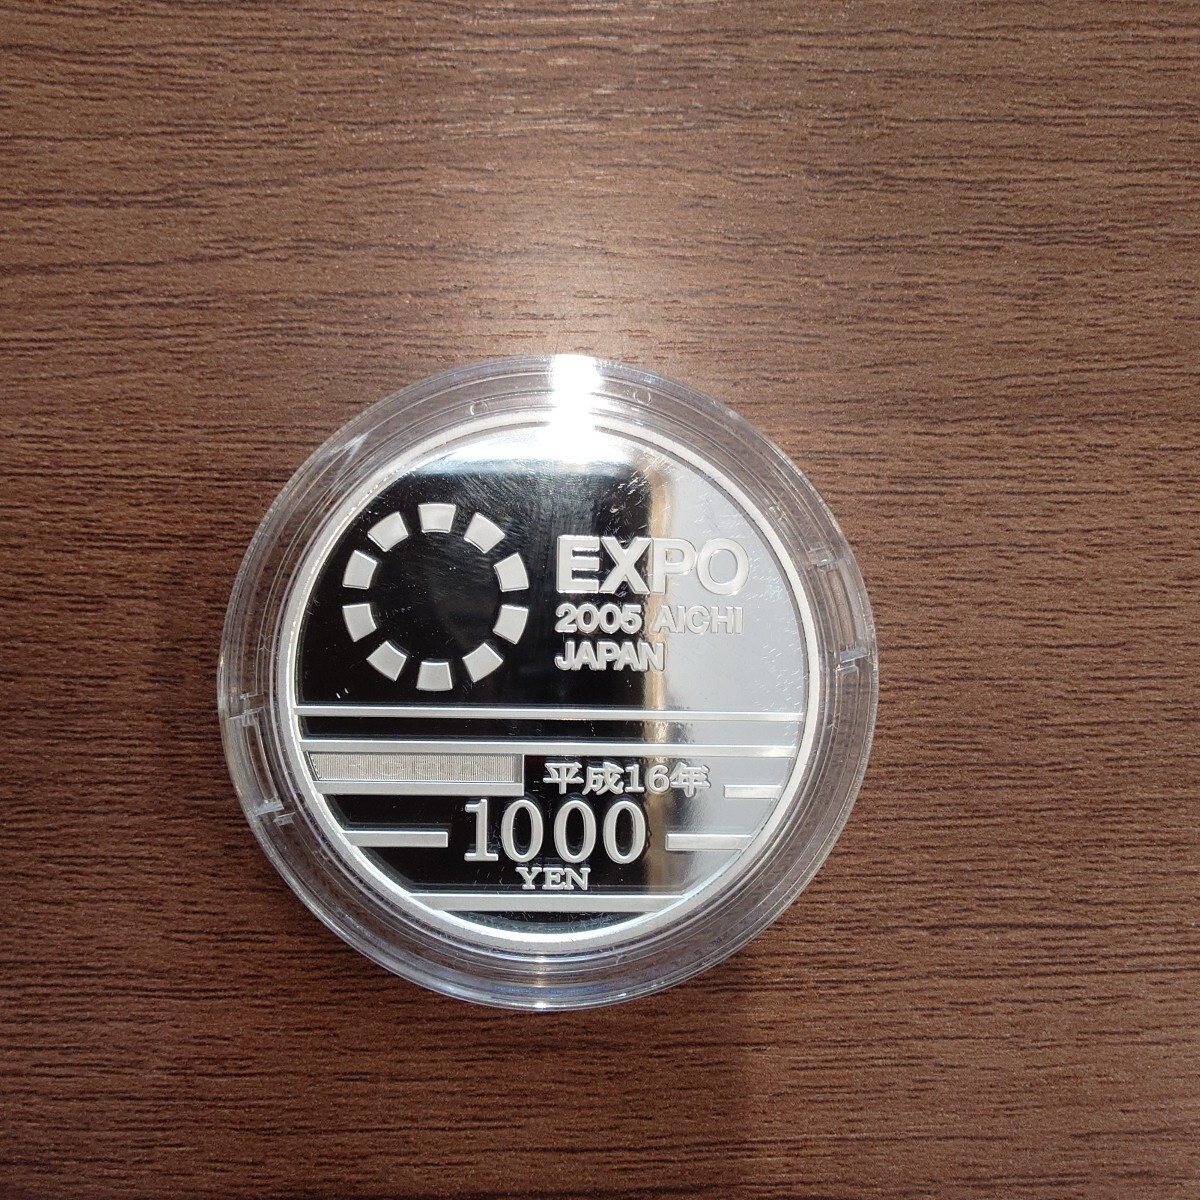 EXPO
2005 AICHI
JAPAN
平成16年
1000
YEN